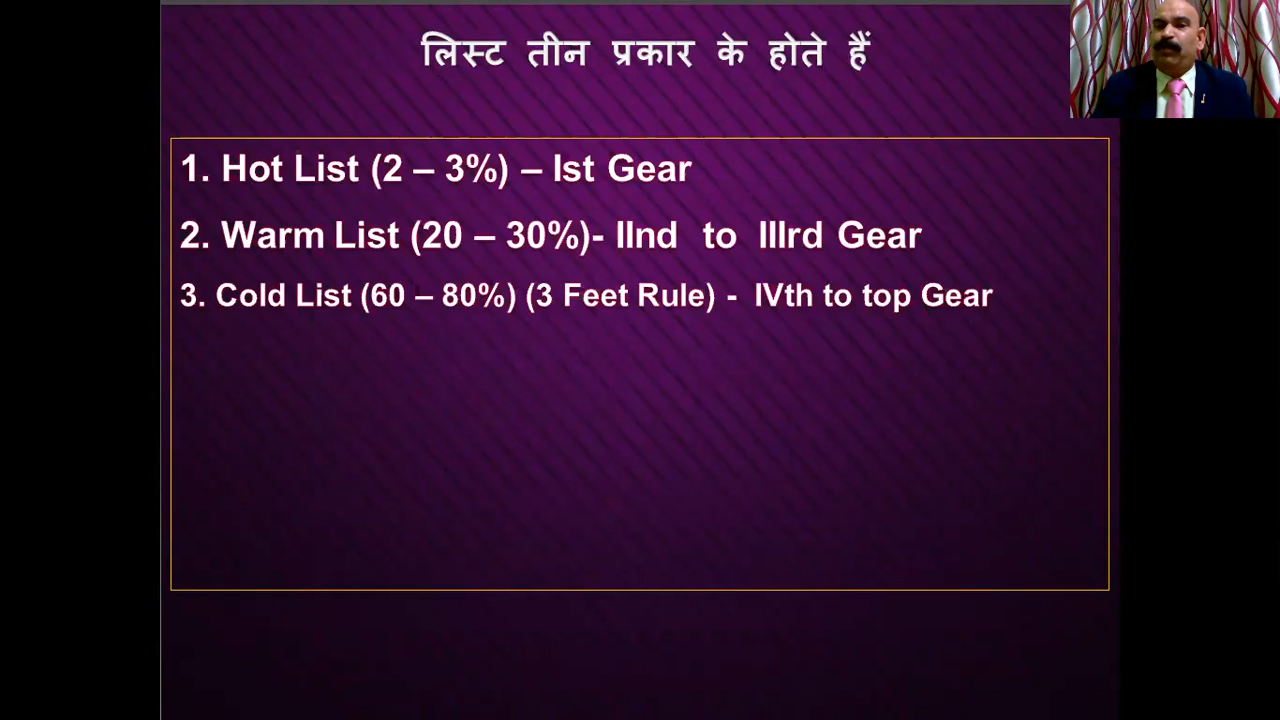 लिस्ट तीन प्रकार के होते हैं
1. Hot List (2 – 3%) – Ist Gear
2. Warm List (20 – 30%)- IInd to IIIrd Gear
3. Cold List (60 – 80%) (3 Feet Rule) - IVth to top Gear